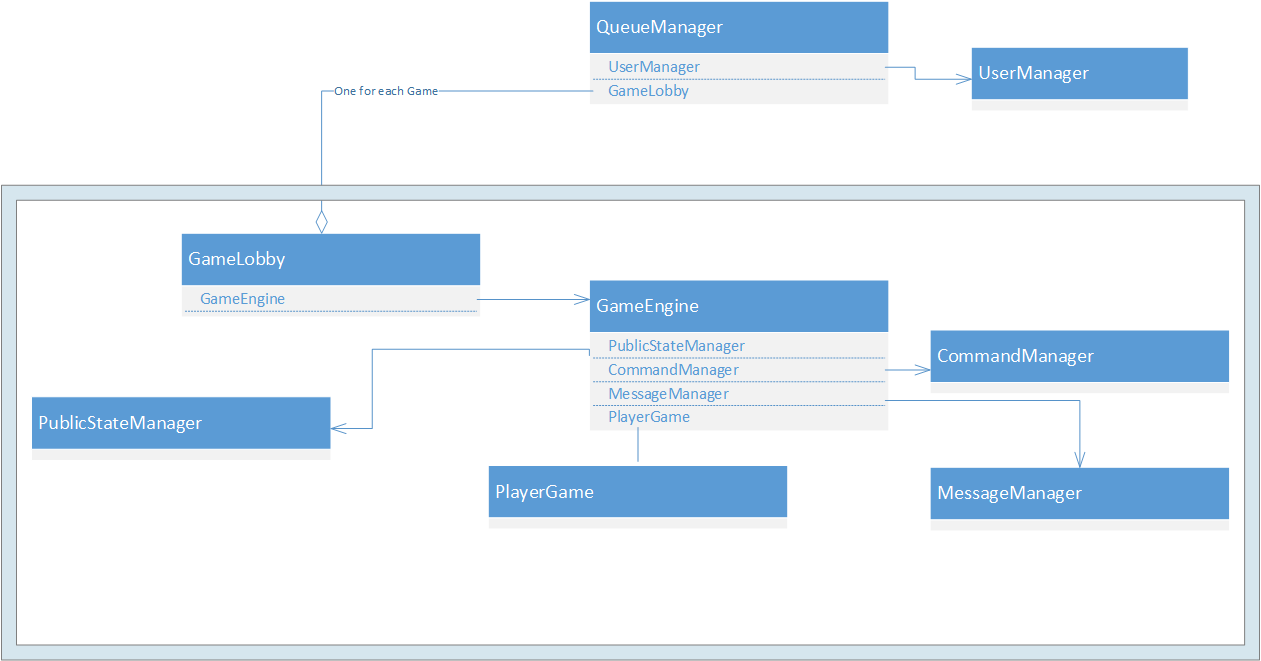 QueueManager
UserManager
GameLobby
UserManager
One for each Game
GameLobby
GameEngine
GameEngine
PublicStateManager
CommandManager
MessageManager
PlayerGame
CommandManager
PublicStateManager
PlayerGame
MessageManager